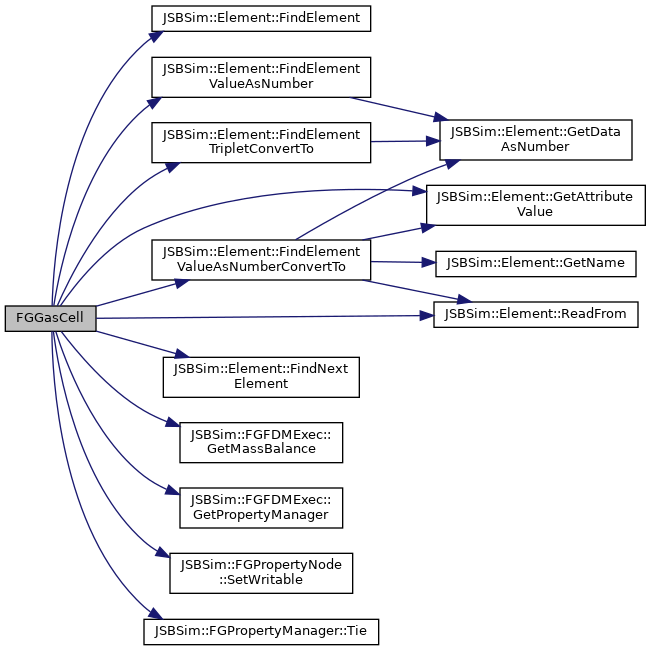 FGGasCell
JSBSim::Element::FindElement
JSBSim::Element::FindElement
ValueAsNumber
JSBSim::Element::FindElement
TripletConvertTo
JSBSim::Element::FindElement
ValueAsNumberConvertTo
JSBSim::Element::FindNext
Element
JSBSim::FGFDMExec::
GetMassBalance
JSBSim::FGFDMExec::
GetPropertyManager
JSBSim::FGPropertyNode
::SetWritable
JSBSim::FGPropertyManager::Tie
JSBSim::Element::GetData
AsNumber
JSBSim::Element::GetAttribute
Value
JSBSim::Element::GetName
JSBSim::Element::ReadFrom